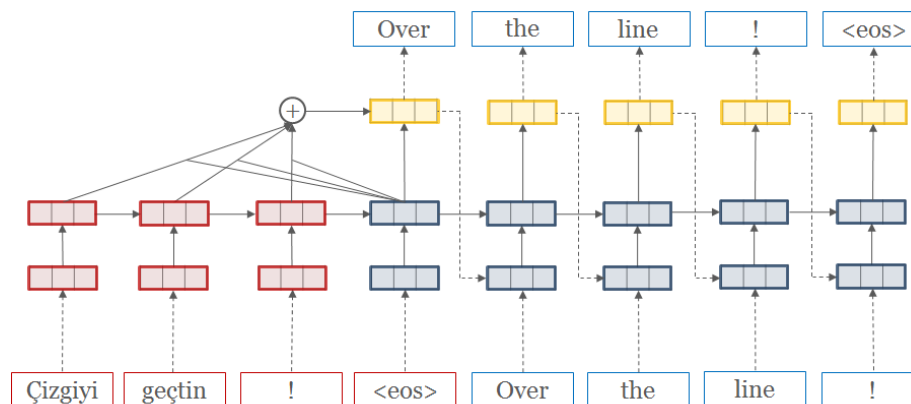 Over the line ! <eos>
+
Çizgiyi geçtin ! <eos> Over the line !